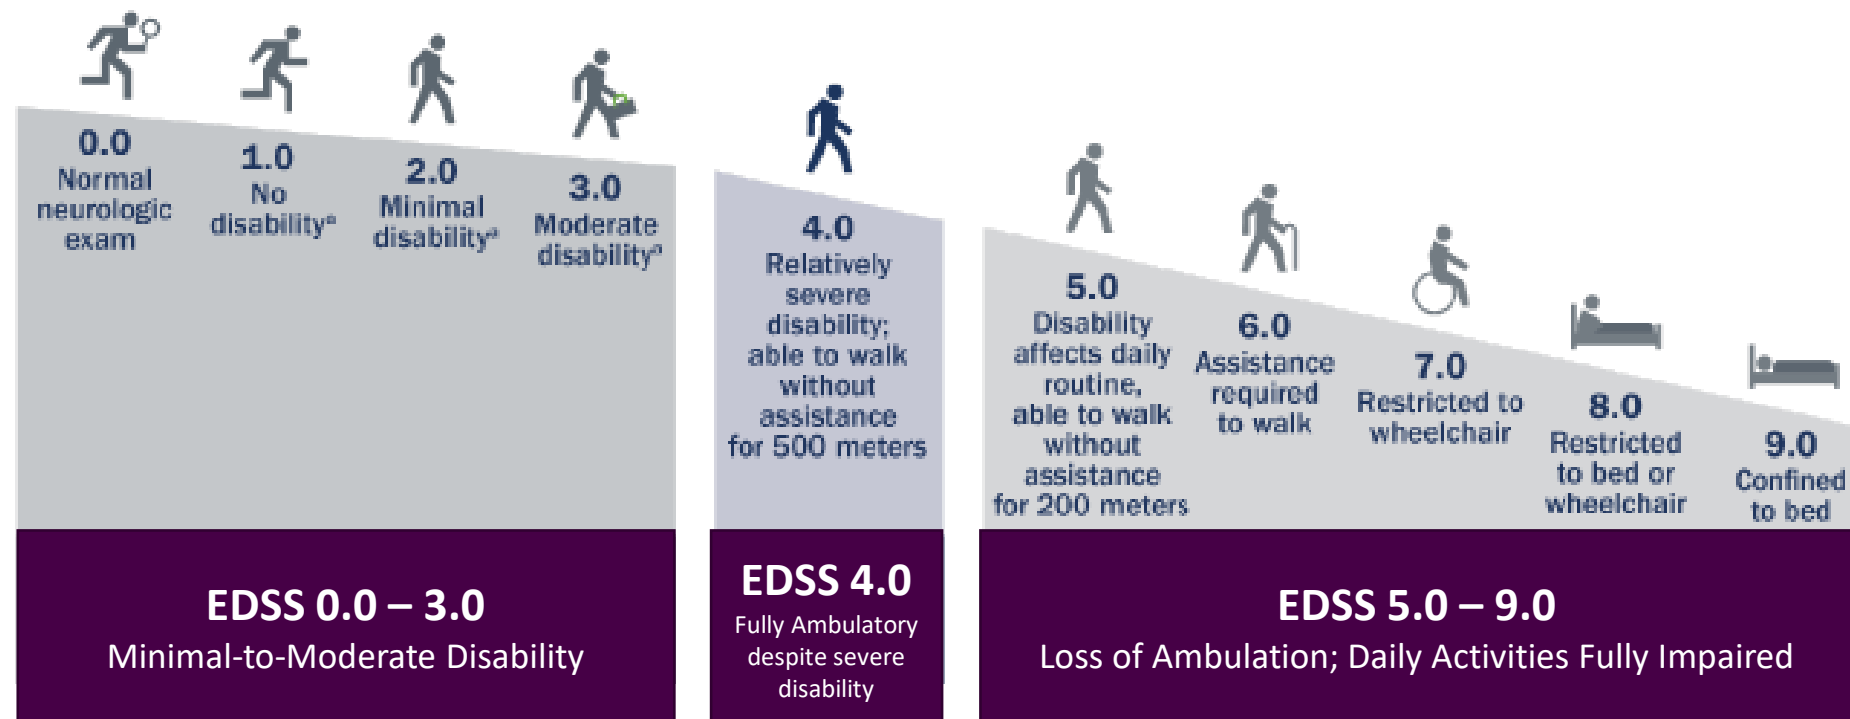 0.0
Normal
neurologic
exam
1.0
No
disabilityᵃ
2.0
Minimal
disabilityᵃ
3.0
Moderate
disabilityᵃ
4.0
Relatively
severe
disability;
able to walk
without
assistance
for 500 meters
5.0
Disability
affects daily
routine,
able to walk
without
assistance
for 200 meters
6.0
Assistance
required
to walk
7.0
Restricted to
wheelchair
8.0
Restricted
to bed or
wheelchair
9.0
Confined
to bed
EDSS 0.0 – 3.0
Minimal-to-Moderate Disability
EDSS 4.0
Fully Ambulatory
despite severe
disability
EDSS 5.0 – 9.0
Loss of Ambulation; Daily Activities Fully Impaired